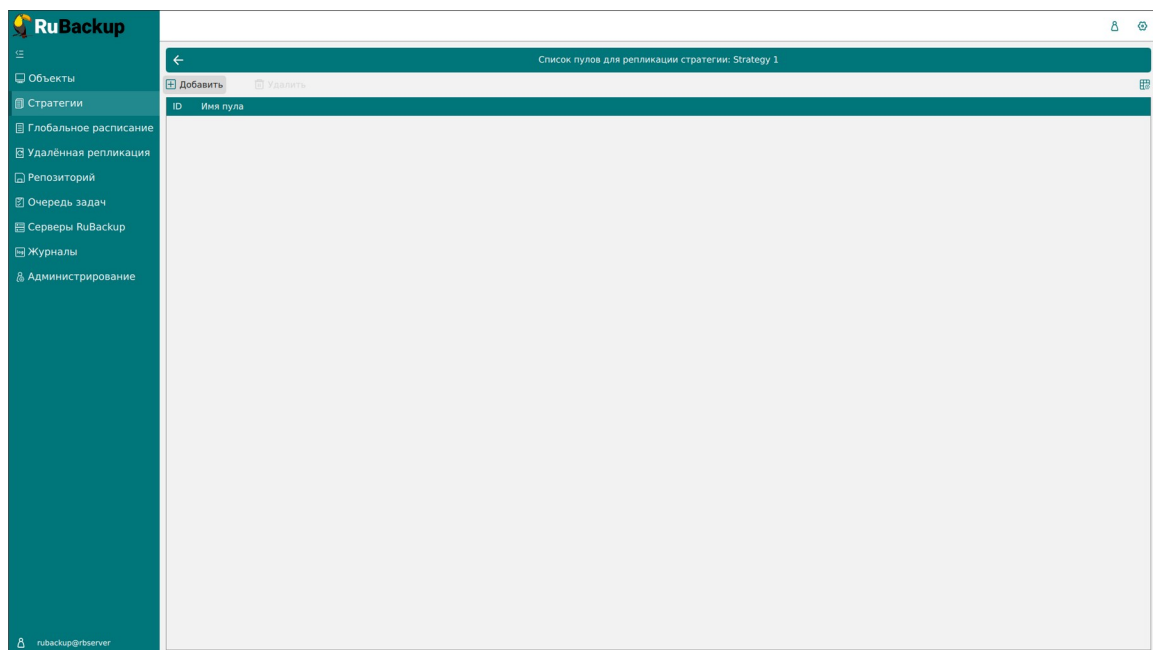 RuBackup
Список пулов для репликации стратегии: Strategy 1
Добавить
Удалить
ID Имя пула
Объекты
Стратегии
Глобальное расписание
Удалённая репликация
Репозиторий
Очередь задач
Серверы RuBackup
Журналы
Администрирование
rubackup@rbserver